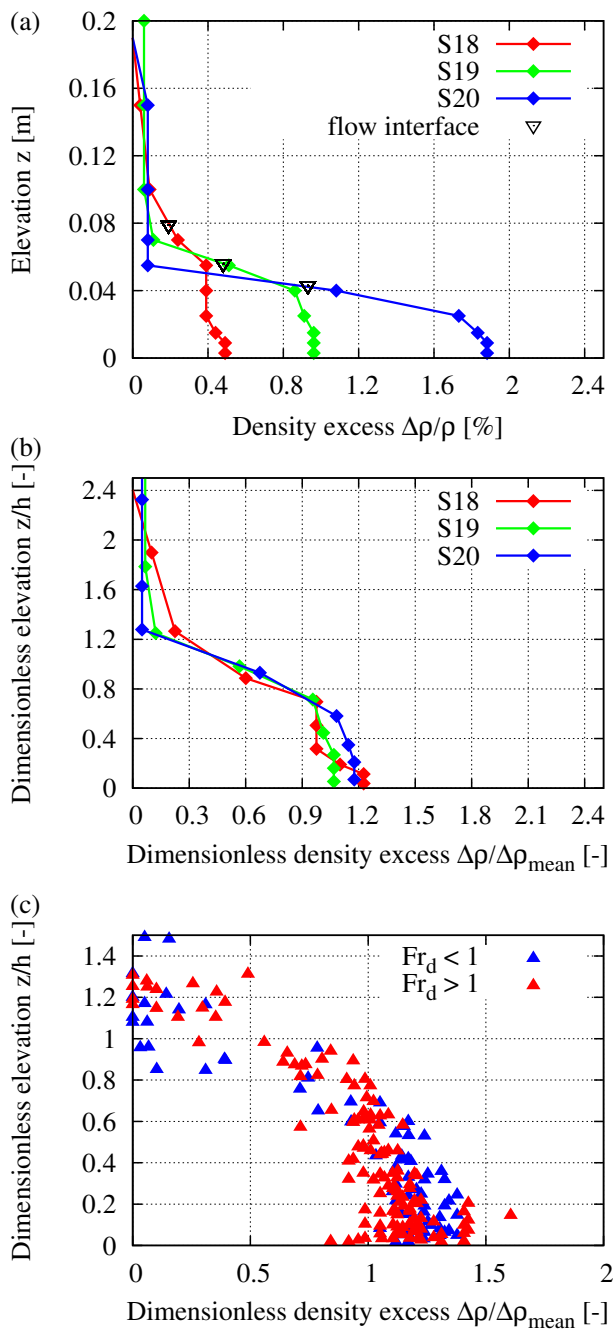 (a)
Elevation z [m]
0.2
0.16
0.12
0.08
0.04
0
S18
S19
S20
flow interface
0 0.4 0.8 1.2 1.6 2 2.4
Density excess Δρ/ρ [%]
(b)
Dimensionless elevation z/h [-]
2.4
2
1.6
1.2
0.8
0.4
0
S18
S19
S20
0 0.3 0.6 0.9 1.2 1.5 1.8 2.1 2.4
Dimensionless density excess Δρ/Δρmean [-]
(c)
Dimensionless elevation z/h [-]
1.4
1.2
1
0.8
0.6
0.4
0.2
0
Frd < 1
Frd > 1
0 0.5 1 1.5 2
Dimensionless density excess Δρ/Δρmean [-]